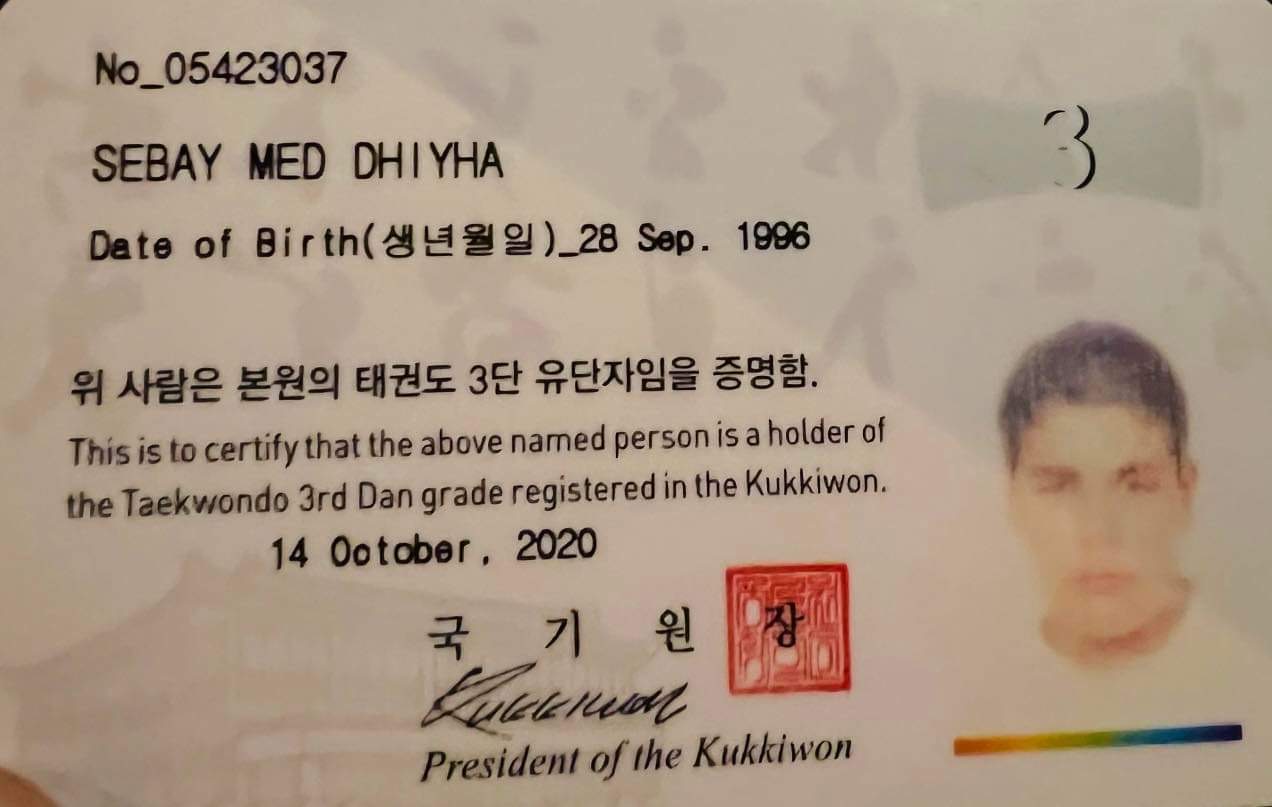 No_05423037
3
SEBAY MED DHIYHA
Date of Birth(생년월일)_28 Sep. 1996
위 사람은 본원의 태권도 3단 유단자임을 증명함.
This is to certify that the above named person is a holder of
the Taekwondo 3rd Dan grade registered in the Kukkiwon.
14 October, 2020
국 기 원 장
Kukkiwon
President of the Kukkiwon